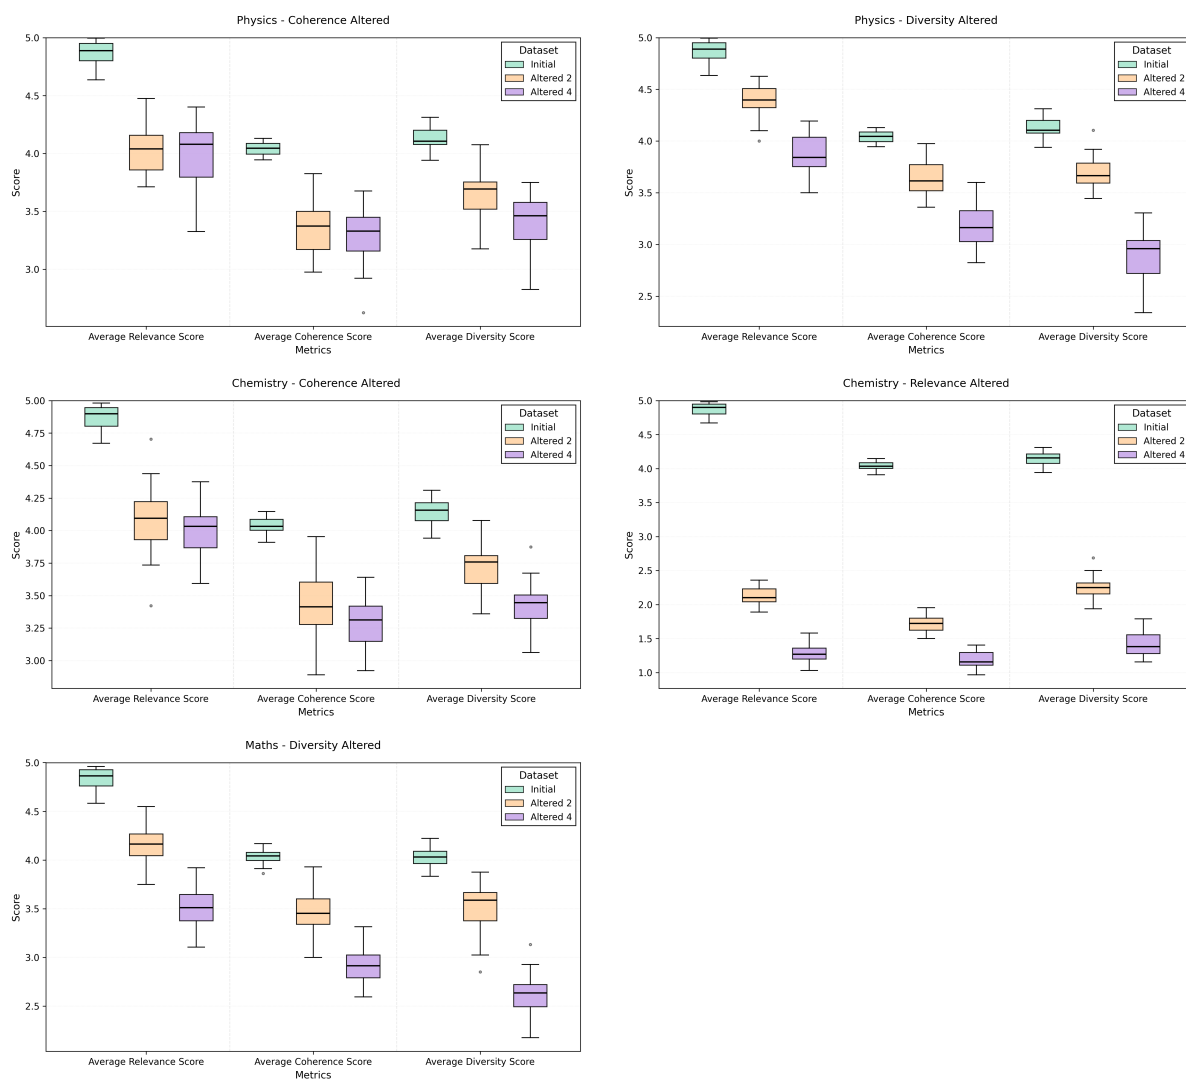 Physics - Coherence Altered
5.0
4.5
4.0
3.5
3.0
Score
Dataset
Initial
Altered 2
Altered 4
Average Relevance Score
Average Coherence Score
Average Diversity Score
Metrics
Physics - Diversity Altered
5.0
4.5
4.0
3.5
3.0
2.5
Score
Dataset
Initial
Altered 2
Altered 4
Average Relevance Score
Average Coherence Score
Average Diversity Score
Metrics
Chemistry - Coherence Altered
5.00
4.75
4.50
4.25
4.00
3.75
3.50
3.25
3.00
Score
Dataset
Initial
Altered 2
Altered 4
Average Relevance Score
Average Coherence Score
Average Diversity Score
Metrics
Chemistry - Relevance Altered
5.0
4.5
4.0
3.5
3.0
2.5
2.0
1.5
1.0
Score
Dataset
Initial
Altered 2
Altered 4
Average Relevance Score
Average Coherence Score
Average Diversity Score
Metrics
Maths - Diversity Altered
5.0
4.5
4.0
3.5
3.0
2.5
Score
Dataset
Initial
Altered 2
Altered 4
Average Relevance Score
Average Coherence Score
Average Diversity Score
Metrics